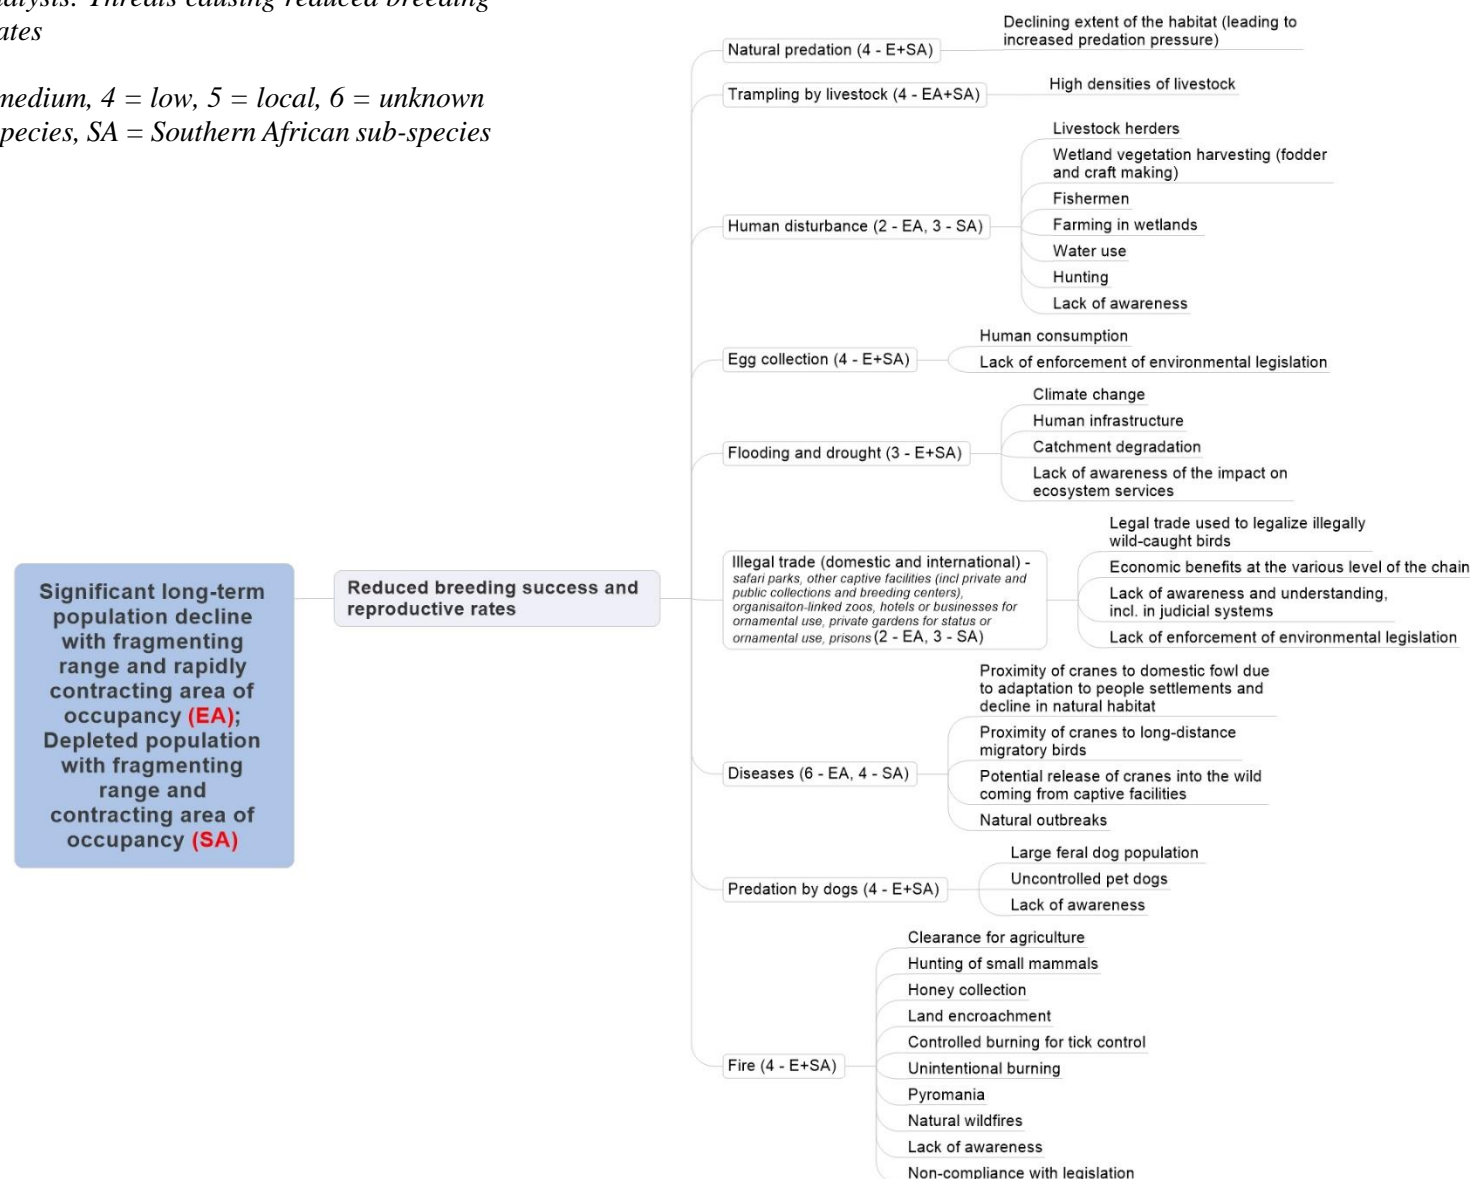 Threats causing reduced breeding
medium, 4 = low, 5 = local, 6 = unknown
SA = Southern African sub-species
Significant long-term
population decline
with fragmenting
range and rapidly
contracting area of
occupancy (EA);
Depleted population
with fragmenting
range and
contracting area of
occupancy (SA)
Reduced breeding success and
reproductive rates
Natural predation (4 - E+SA)
Declining extent of the habitat (leading to
increased predation pressure)
Trampling by livestock (4 - EA+SA)
High densities of livestock
Human disturbance (2 - EA, 3 - SA)
Livestock herders
Wetland vegetation harvesting (fodder
and craft making)
Fishermen
Farming in wetlands
Water use
Hunting
Lack of awareness
Egg collection (4 - E+SA)
Human consumption
Lack of enforcement of environmental legislation
Flooding and drought (3 - E+SA)
Climate change
Human infrastructure
Catchment degradation
Lack of awareness of the impact on
ecosystem services
Illegal trade (domestic and international) -
safari parks, other captive facilities (incl private and
public collections and breeding centers),
organisaiton-linked zoos, hotels or businesses for
ornamental use, private gardens for status or
ornamental use, prisons (2 - EA, 3 - SA)
Legal trade used to legalize illegally
wild-caught birds
Economic benefits at the various level of the chain
Lack of awareness and understanding,
incl. in judicial systems
Lack of enforcement of environmental legislation
Diseases (6 - EA, 4 - SA)
Proximity of cranes to domestic fowl due
to adaptation to people settlements and
decline in natural habitat
Proximity of cranes to long-distance
migratory birds
Potential release of cranes into the wild
coming from captive facilities
Natural outbreaks
Predation by dogs (4 - E+SA)
Large feral dog population
Uncontrolled pet dogs
Lack of awareness
Fire (4 - E+SA)
Clearance for agriculture
Hunting of small mammals
Honey collection
Land encroachment
Controlled burning for tick control
Unintentional burning
Pyromania
Natural wildfires
Lack of awareness
Non-compliance with legislation